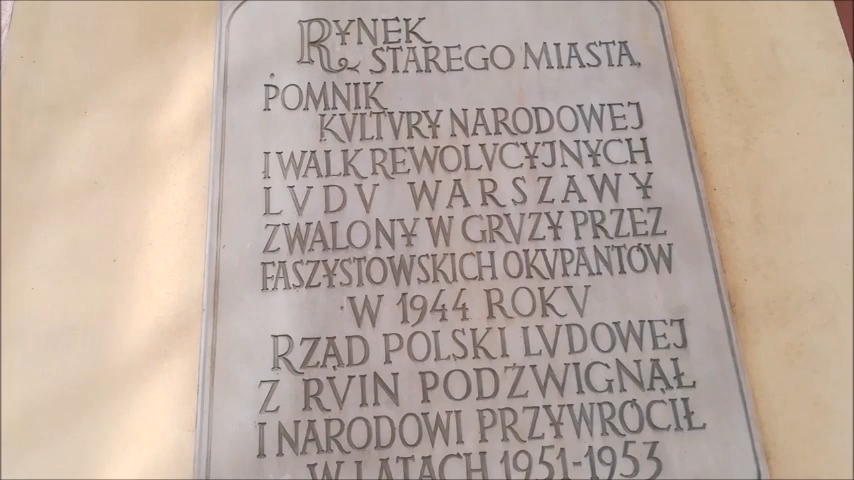 RYNEK
STAREGO MIASTA,
POMNIK
KVLTVRY NARODOWEJ
I WALK REWOLVCYJNYCH
LVDV WARSZAWY
ZWALONY W GRVZY PRZEZ
FASZYSTOWSKICH OKVPANTÓW
W 1944 ROKV
RZĄD POLSKI LVDOWEJ
Z RVIN PODŹWIGNĄŁ
I NARODOWI PRZYWRÓCIŁ
W LATACH 1951-1953